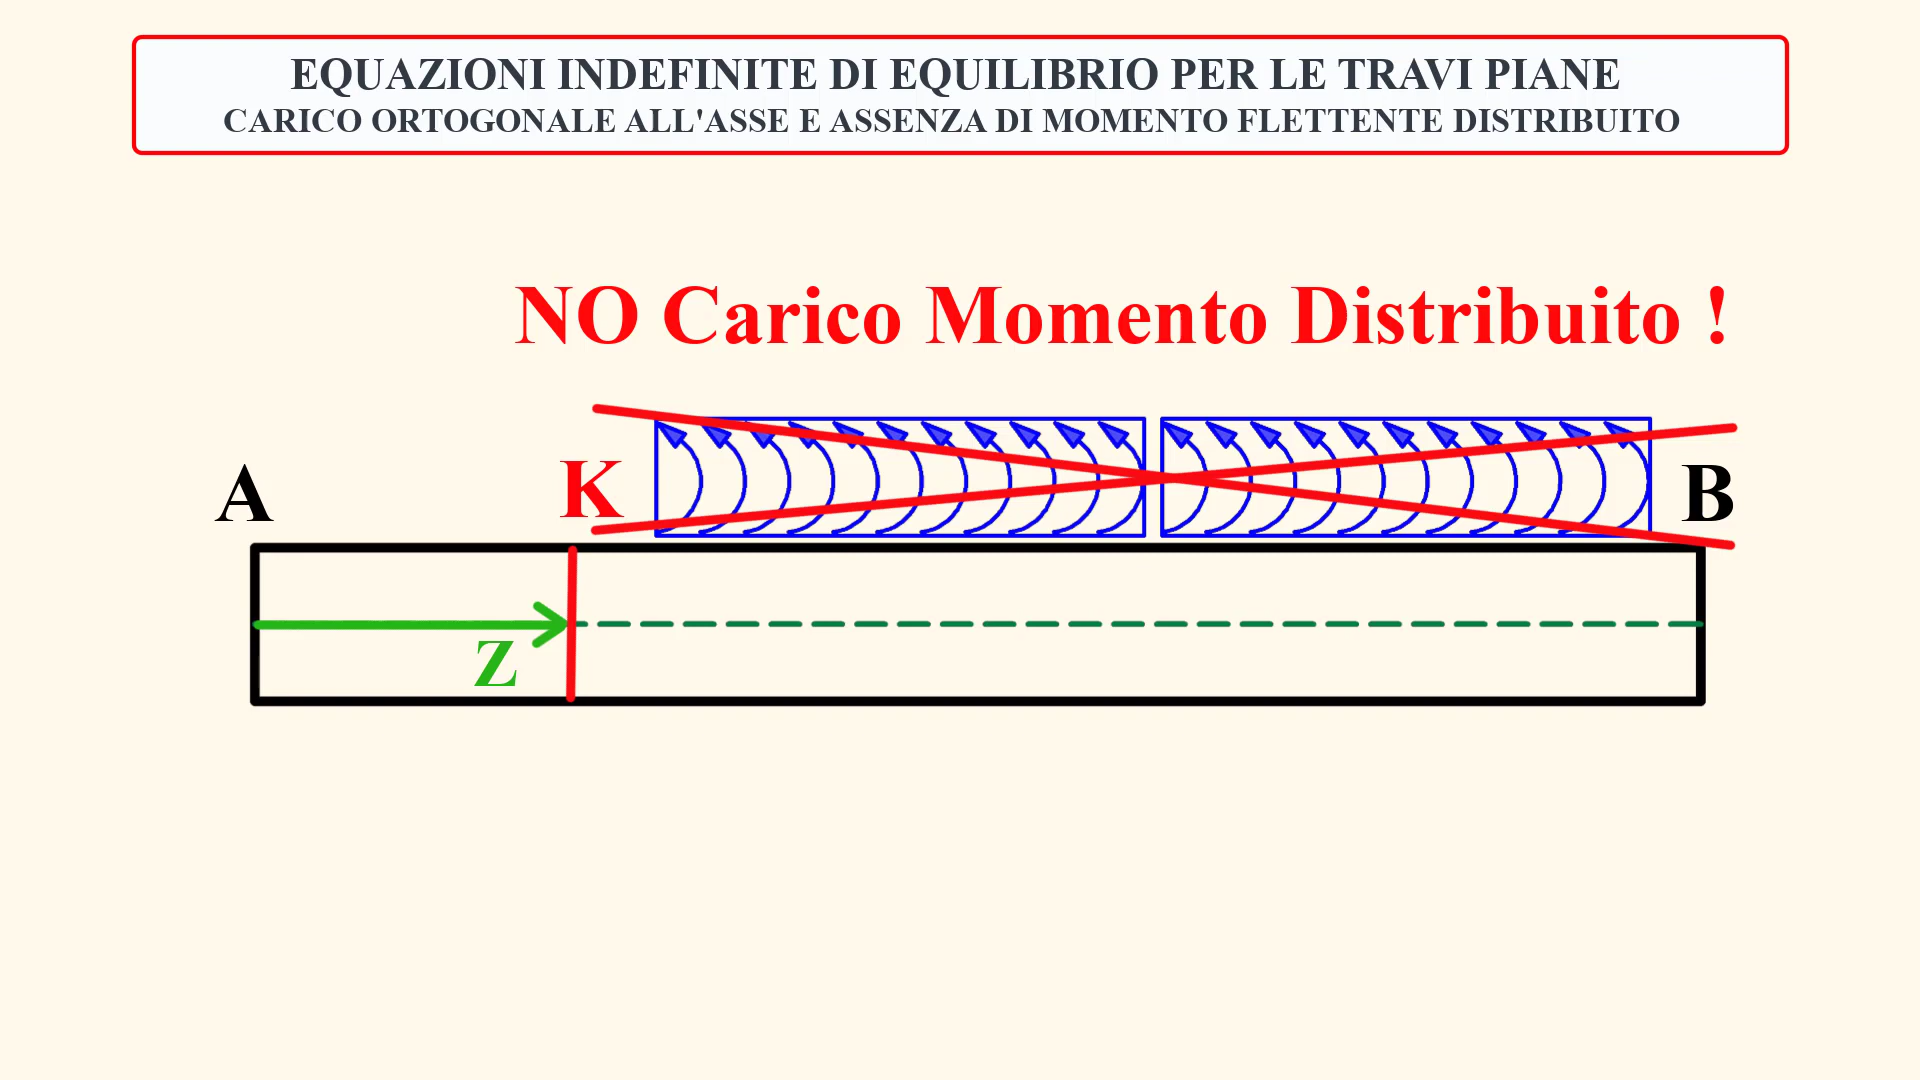 EQUAZIONI INDEFINITE DI EQUILIBRIO PER LE TRAVI PIANE
CARICO ORTOGONALE ALL'ASSE E ASSENZA DI MOMENTO FLETTENTE DISTRIBUITO
NO Carico Momento Distribuito !
A
K
B
Z